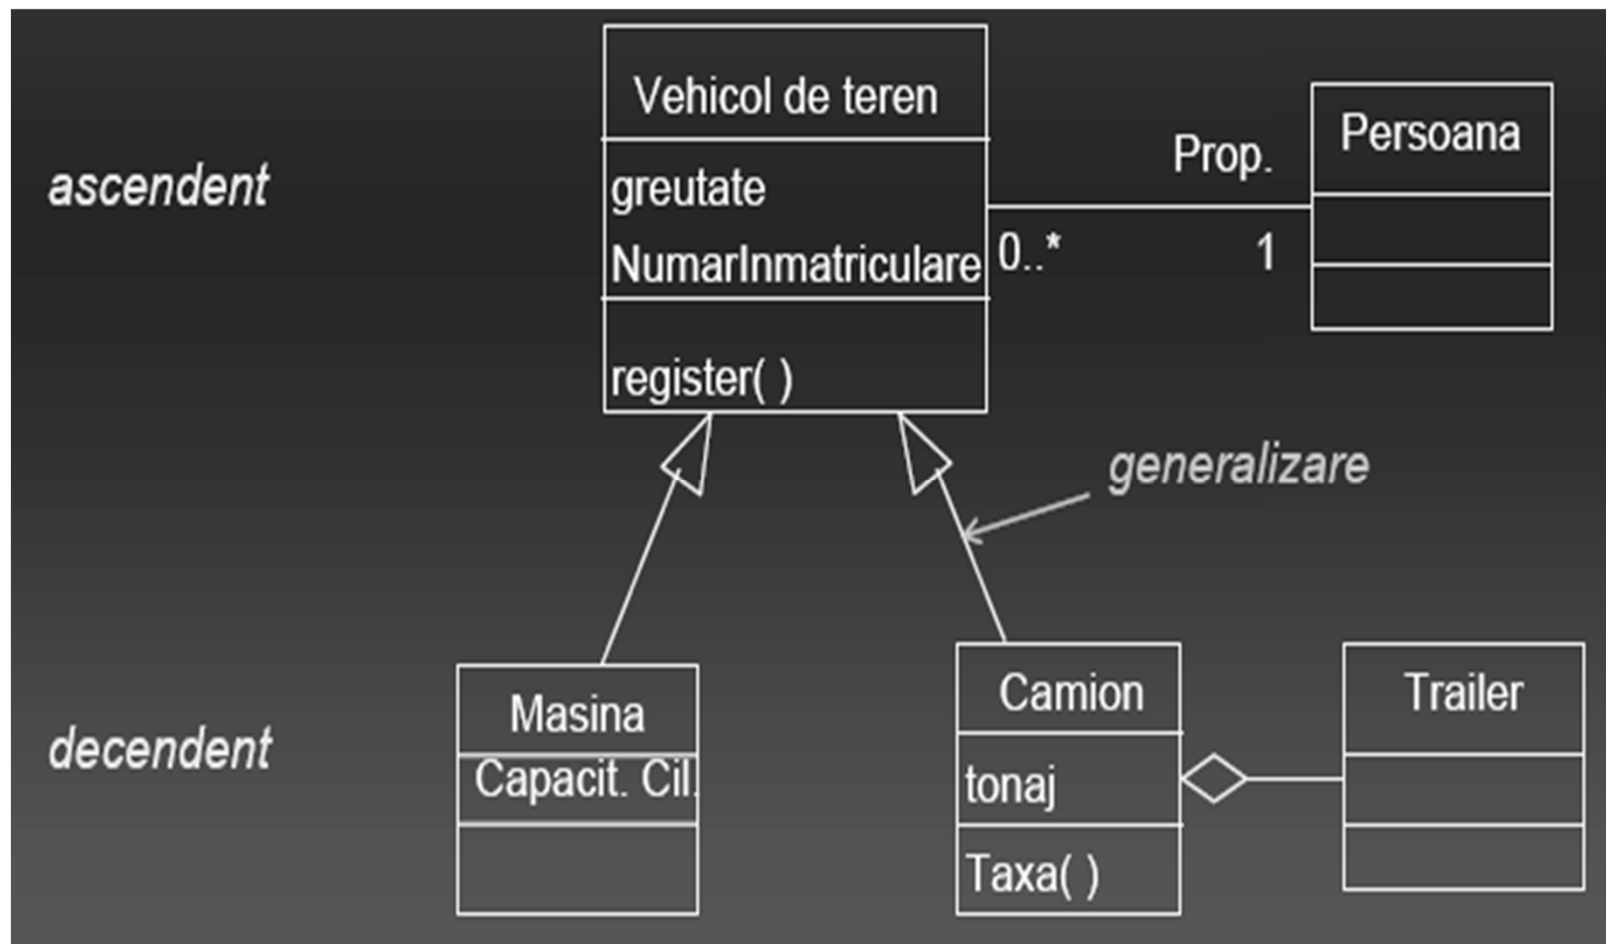 Vehicol de teren
Persoana
Prop.
ascendent
greutate
NumarInmatriculare
0..*
1
register( )
generalizare
Masina
Camion
Trailer
decendent
Capacit. Cil.
tonaj
Taxa( )